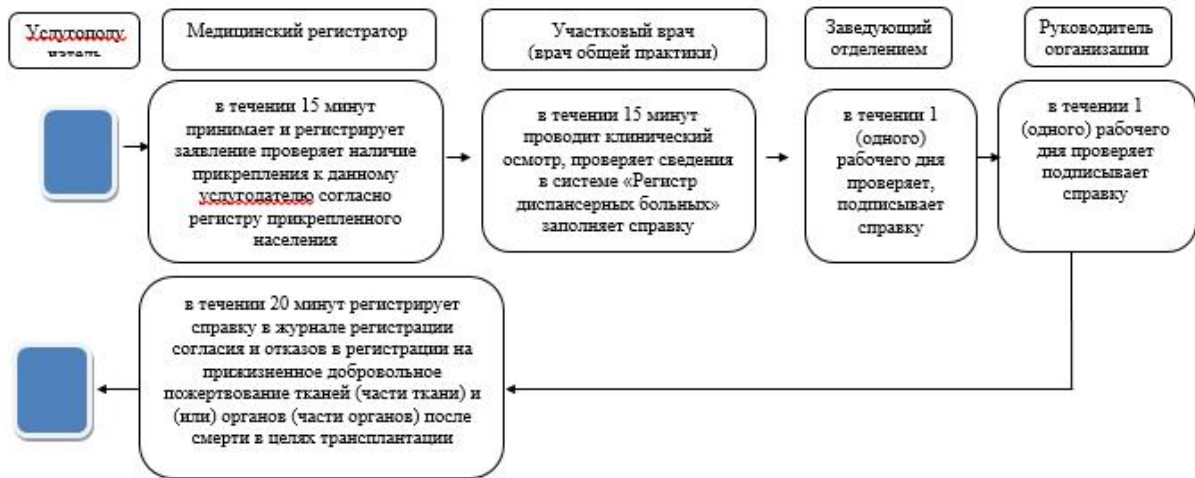 Услугополу
чатель
Медицинский регистратор
Участковый врач
(врач общей практики)
Заведующий
отделением
Руководитель
организации
в течении 15 минут
принимает и регистрирует
заявление проверяет наличие
прикрепления к данному
услугодателю согласно
регистру прикрепленного
населения
в течении 15 минут
проводит клинический
осмотр, проверяет сведения
в системе «Регистр
диспансерных больных»
заполняет справку
в течении 1
(одного)
рабочего дня
проверяет,
подписывает
справку
в течении 1
(одного) рабочего
дня проверяет
подписывает
справку
в течении 20 минут регистрирует
справку в журнале регистрации
согласия и отказов в регистрации на
прижизненное добровольное
пожертвование тканей (части ткани) и
(или) органов (части органов) после
смерти в целях трансплантации